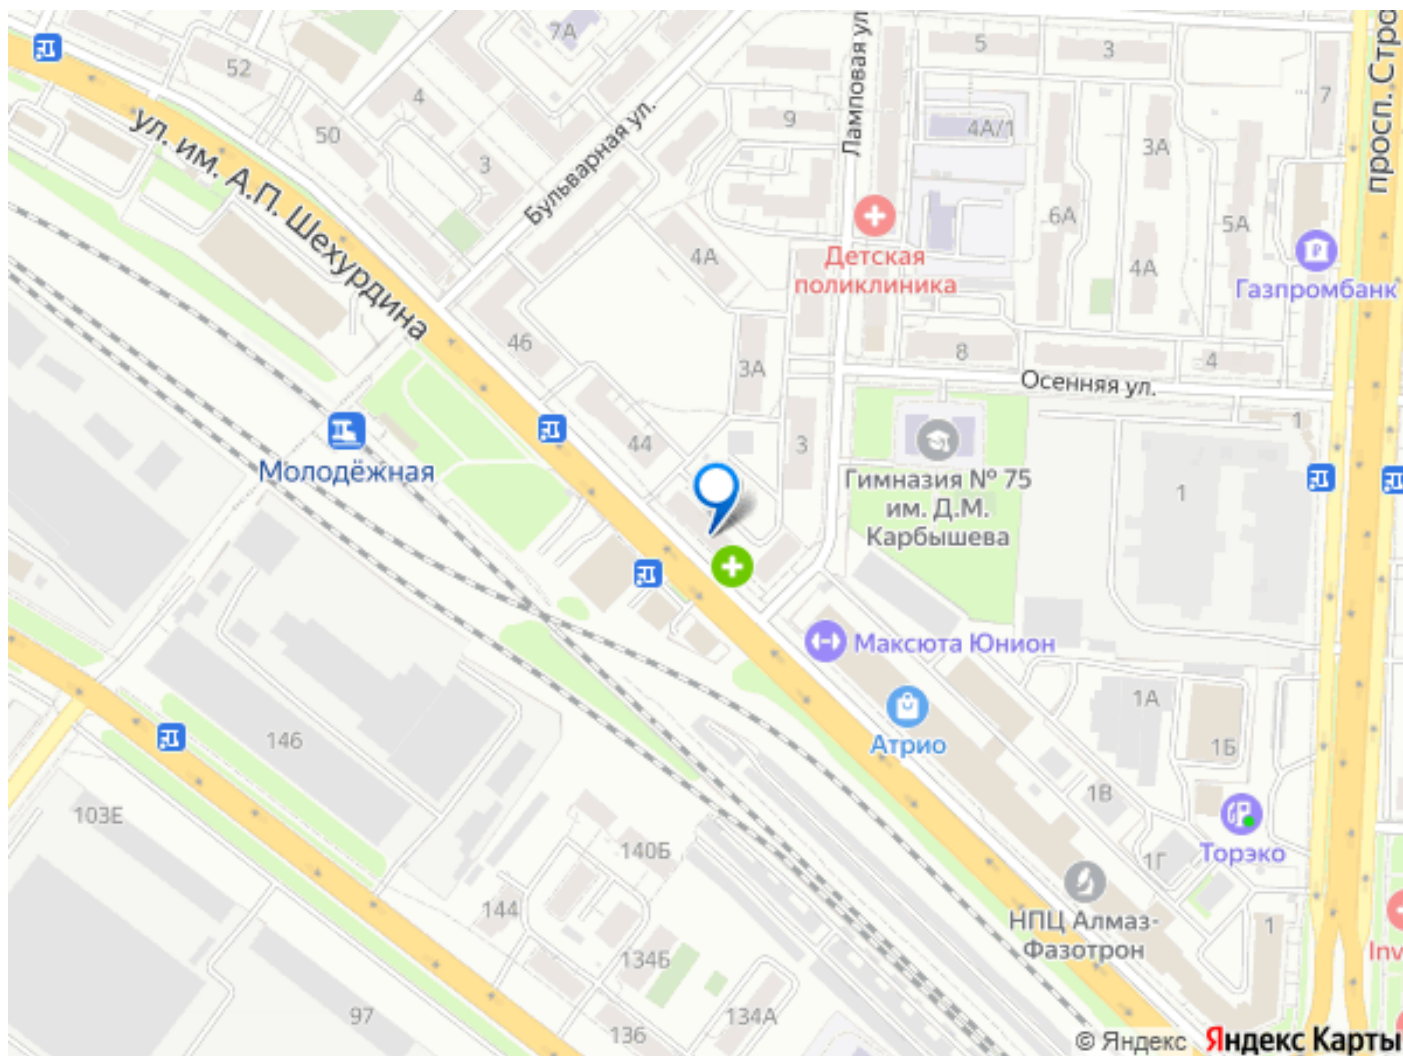 7А
5
3
52
4
Ламповая ул.
просп. Стро
7
50
9
4А/1
3А
ул. им. А.П. Шехурдина
3
Бульварная ул.
6А
5А
4А
Детская
поликлиника
4А
Газпромбанк
46
8
4
3А
Осенняя ул.
1
44
3
Молодёжная
Гимназия № 75
им. Д.М.
Карбышева
1
Максюта Юнион
1А
146
Атрио
1Б
1В
103Е
140Б
Торэко
1Г
144
НПЦ Алмаз-
Фазотрон
1
Inv
134Б
97
136
134А
© Яндекс Яндекс Карты